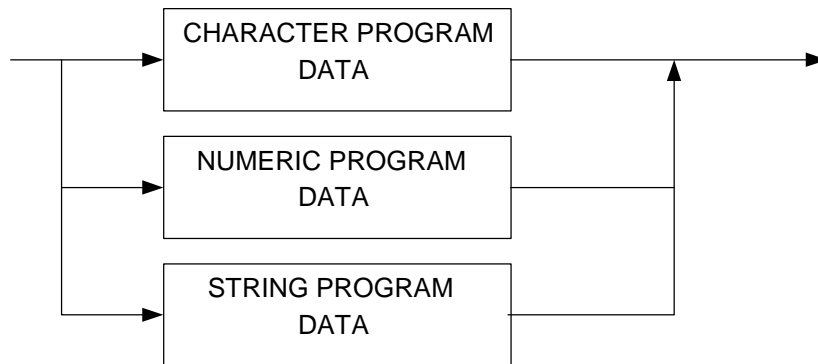 CHARACTER PROGRAM
DATA
NUMERIC PROGRAM
DATA
STRING PROGRAM
DATA